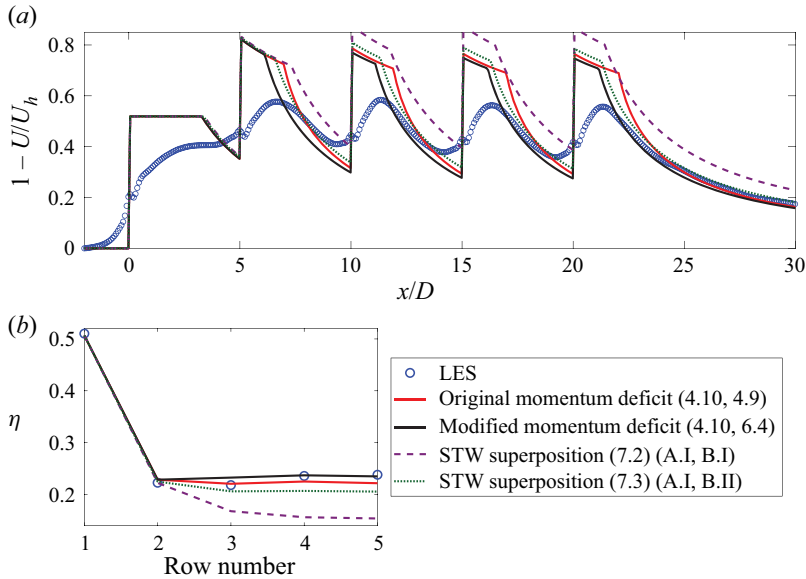 (a)
0.8
0.6
0.4
0.2
0
1 – U/U_h
0
5
10
15
20
25
30
x/D
(b)
0.5
0.4
0.3
0.2
η
1
2
3
4
5
Row number
LES
Original momentum deficit (4.10, 4.9)
Modified momentum deficit (4.10, 6.4)
STW superposition (7.2) (A.I, B.I)
STW superposition (7.3) (A.I, B.II)